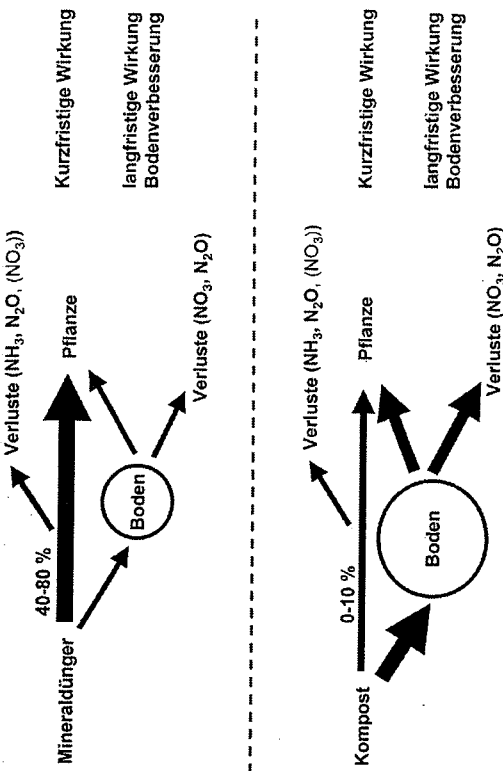 Verluste (NH₃, N₂O, (NO₃))
40-80 %
Mineraldünger
Pflanze
Kurzfristige Wirkung
Boden
langfristige Wirkung
Bodenverbesserung
Verluste (NO₃, N₂O)
Verluste (NH₃, N₂O, (NO₃))
0-10 %
Kompost
Pflanze
Kurzfristige Wirkung
Boden
langfristige Wirkung
Bodenverbesserung
Verluste (NO₃, N₂O)